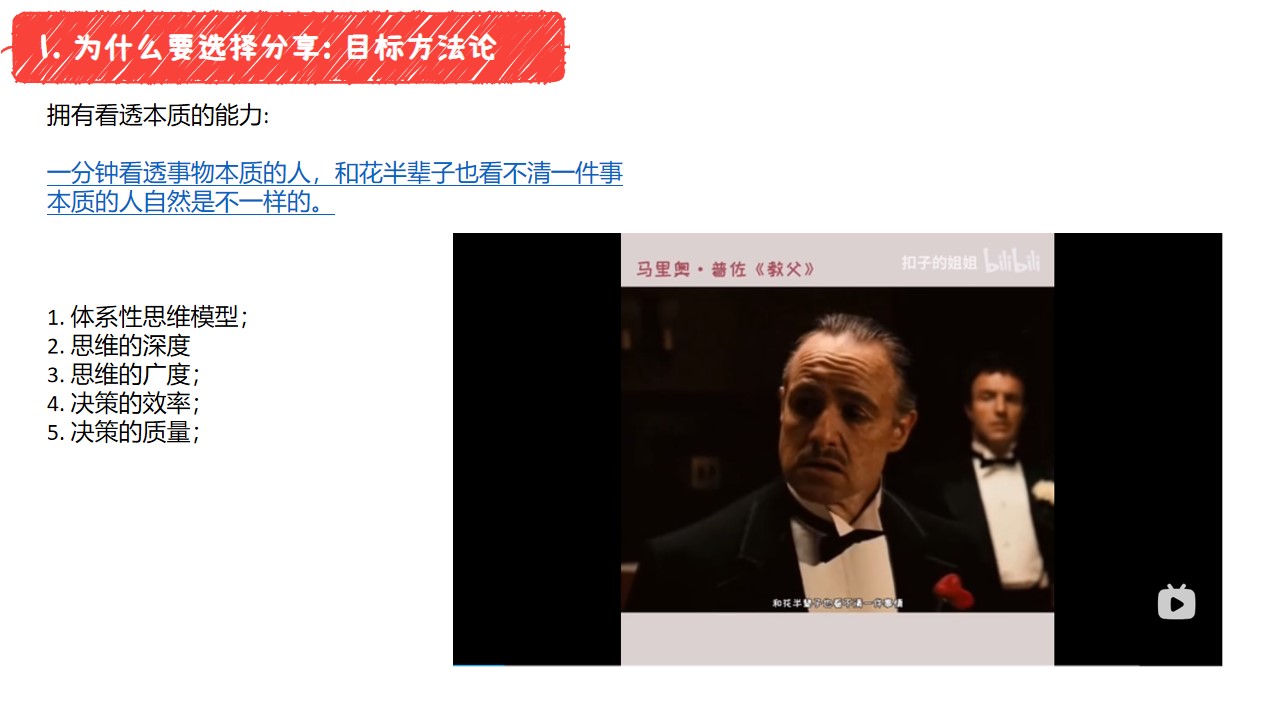 1. 为什么要选择分享: 目标方法论
拥有看透本质的能力:
一分钟看透事物本质的人，和花半辈子也看不清一件事
本质的人自然是不一样的。
1. 体系性思维模型；
2. 思维的深度
3. 思维的广度；
4. 决策的效率；
5. 决策的质量；
马里奥·普佐《教父》
扣子的姐姐 bilibili
和花半辈子也看不清一件事情